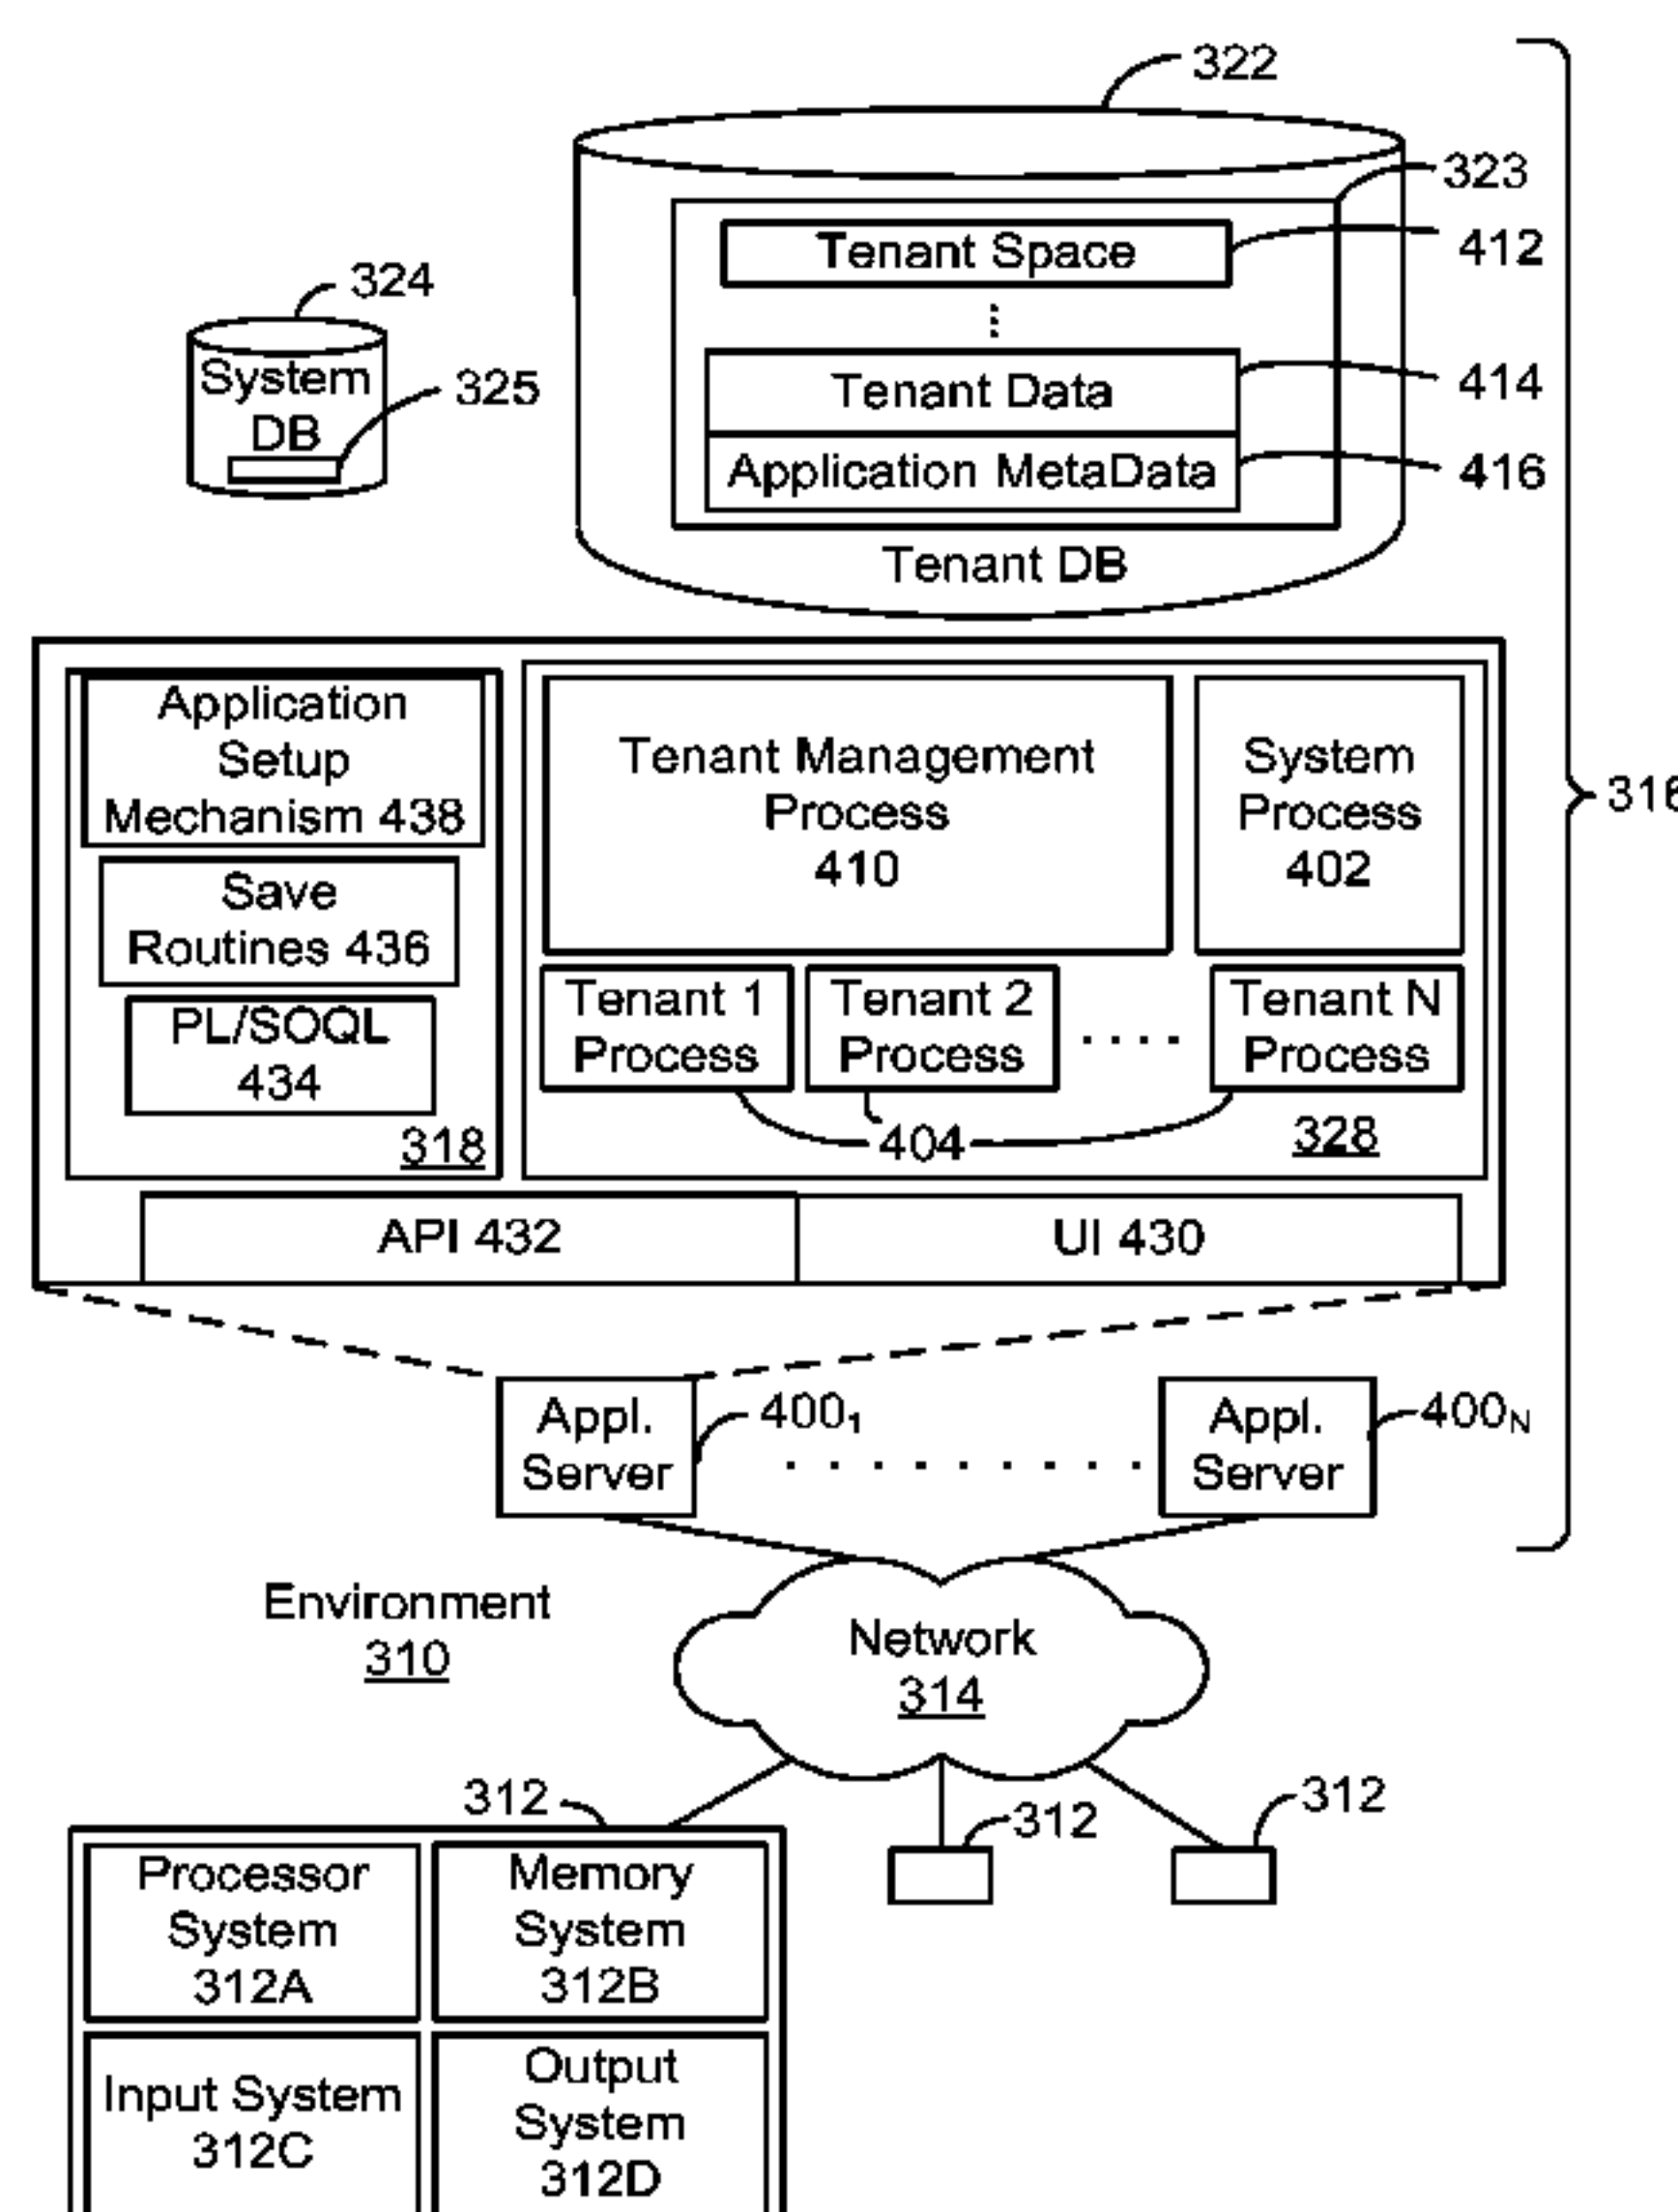 322
323
Tenant Space
412
324
System
DB
325
Tenant Data
414
Application MetaData
416
Tenant DB
Application
Setup
Mechanism 438
Tenant Management
Process
410
System
Process
402
316
Save
Routines 436
PL/SOQL
434
318
Tenant 1
Process
Tenant 2
Process
Tenant N
Process
404
328
API 432
UI 430
Appl.
Server
400₁
Appl.
Server
400N
Environment
310
Network
314
312
312
312
Processor
System
312A
Memory
System
312B
Input System
312C
Output
System
312D